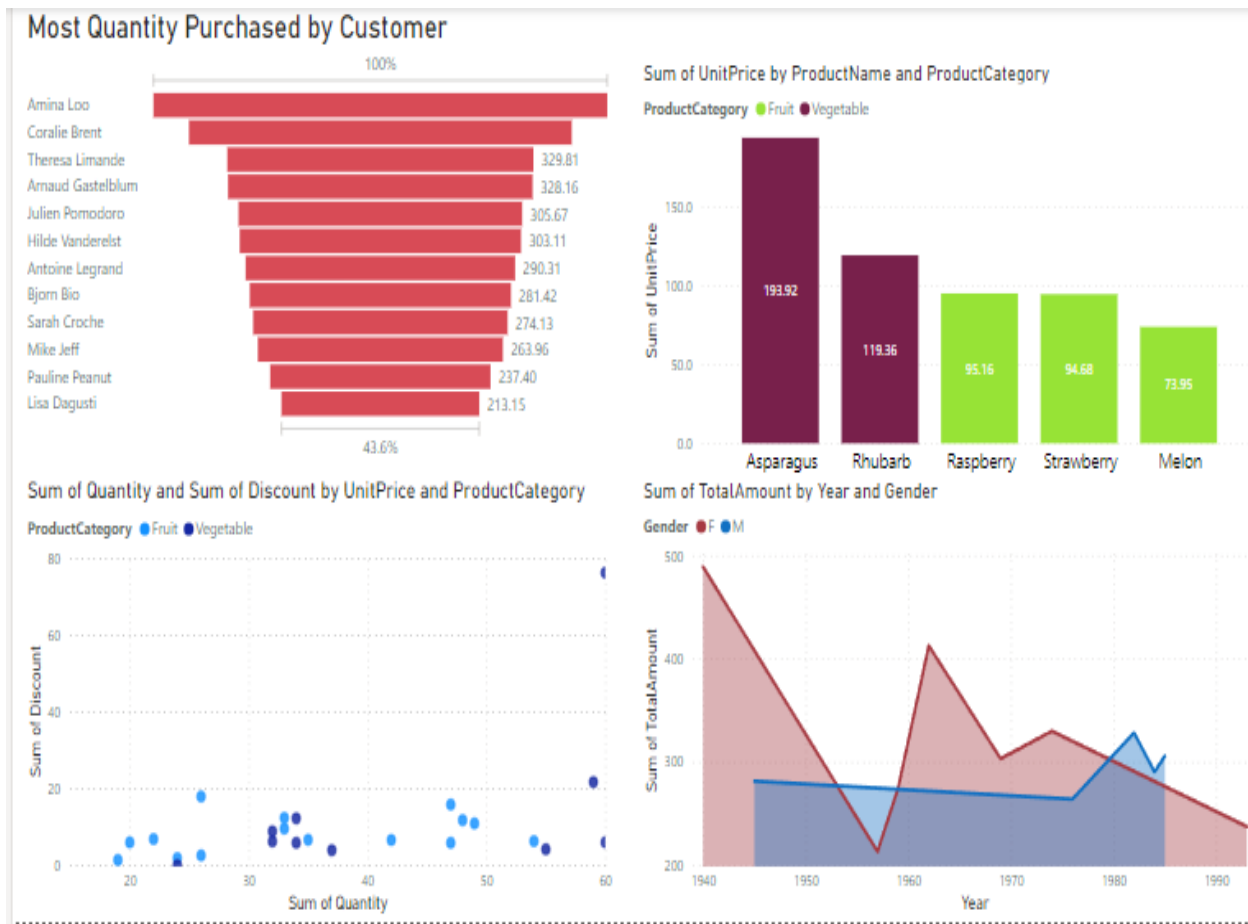 Most Quantity Purchased by Customer
100%
Amina Loo
Coralie Brent
Theresa Limande 329.81
Arnaud Gastelblum 328.16
Julien Pomodoro 305.67
Hilde Vanderelst 303.11
Antoine Legrand 290.31
Bjorn Bio 281.42
Sarah Croche 274.13
Mike Jeff 263.96
Pauline Peanut 237.40
Lisa Dagusti 213.15
43.6%
Sum of UnitPrice by ProductName and ProductCategory
ProductCategory Fruit Vegetable
Sum of UnitPrice
150.0
100.0
50.0
0.0
193.92
119.36
95.16
94.68
73.95
Asparagus Rhubarb Raspberry Strawberry Melon
Sum of Quantity and Sum of Discount by UnitPrice and ProductCategory
ProductCategory Fruit Vegetable
Sum of Discount
80
60
40
20
0
20 30 40 50 60
Sum of Quantity
Sum of TotalAmount by Year and Gender
Gender F M
Sum of TotalAmount
500
400
300
200
1940 1950 1960 1970 1980 1990
Year